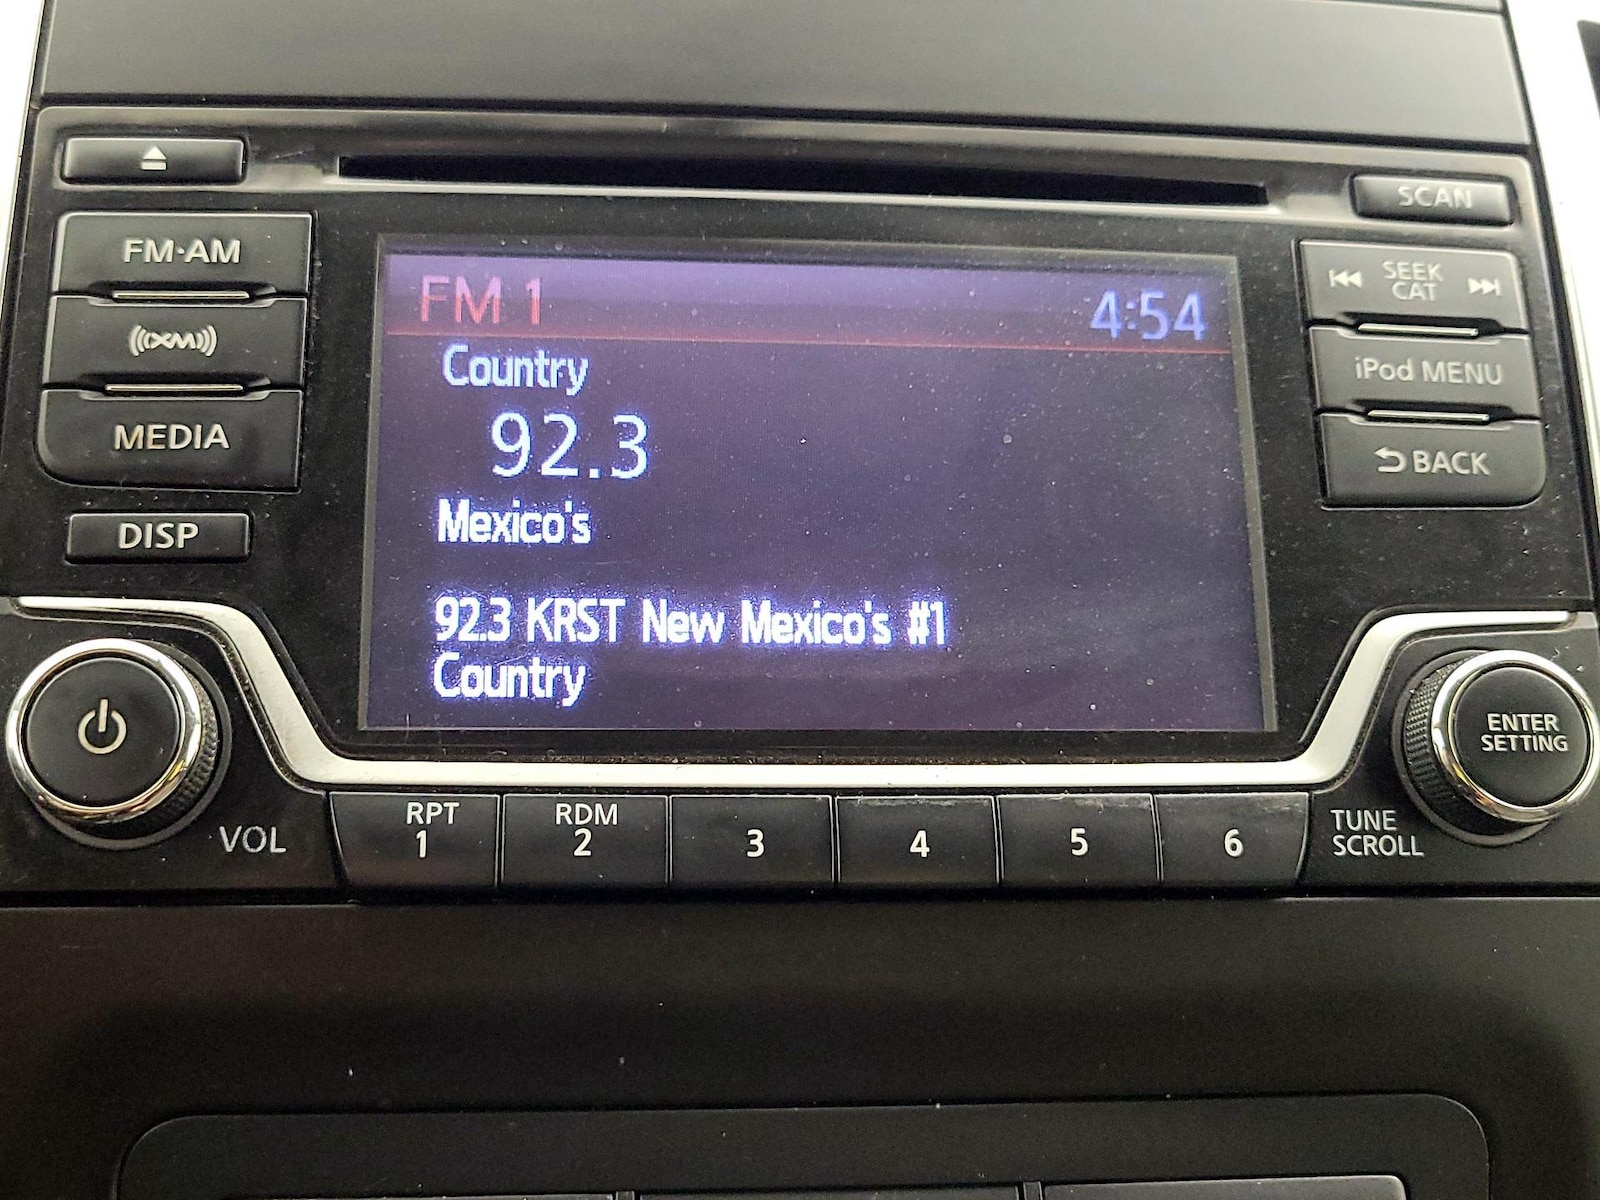 SCAN
FM·AM
SEEK
CAT
XM
iPod MENU
MEDIA
BACK
DISP
FM 1 4:54
Country
92.3
Mexico's
92.3 KRST New Mexico's #1
Country
VOL
RPT
1
RDM
2
3
4
5
6
TUNE
SCROLL
ENTER
SETTING